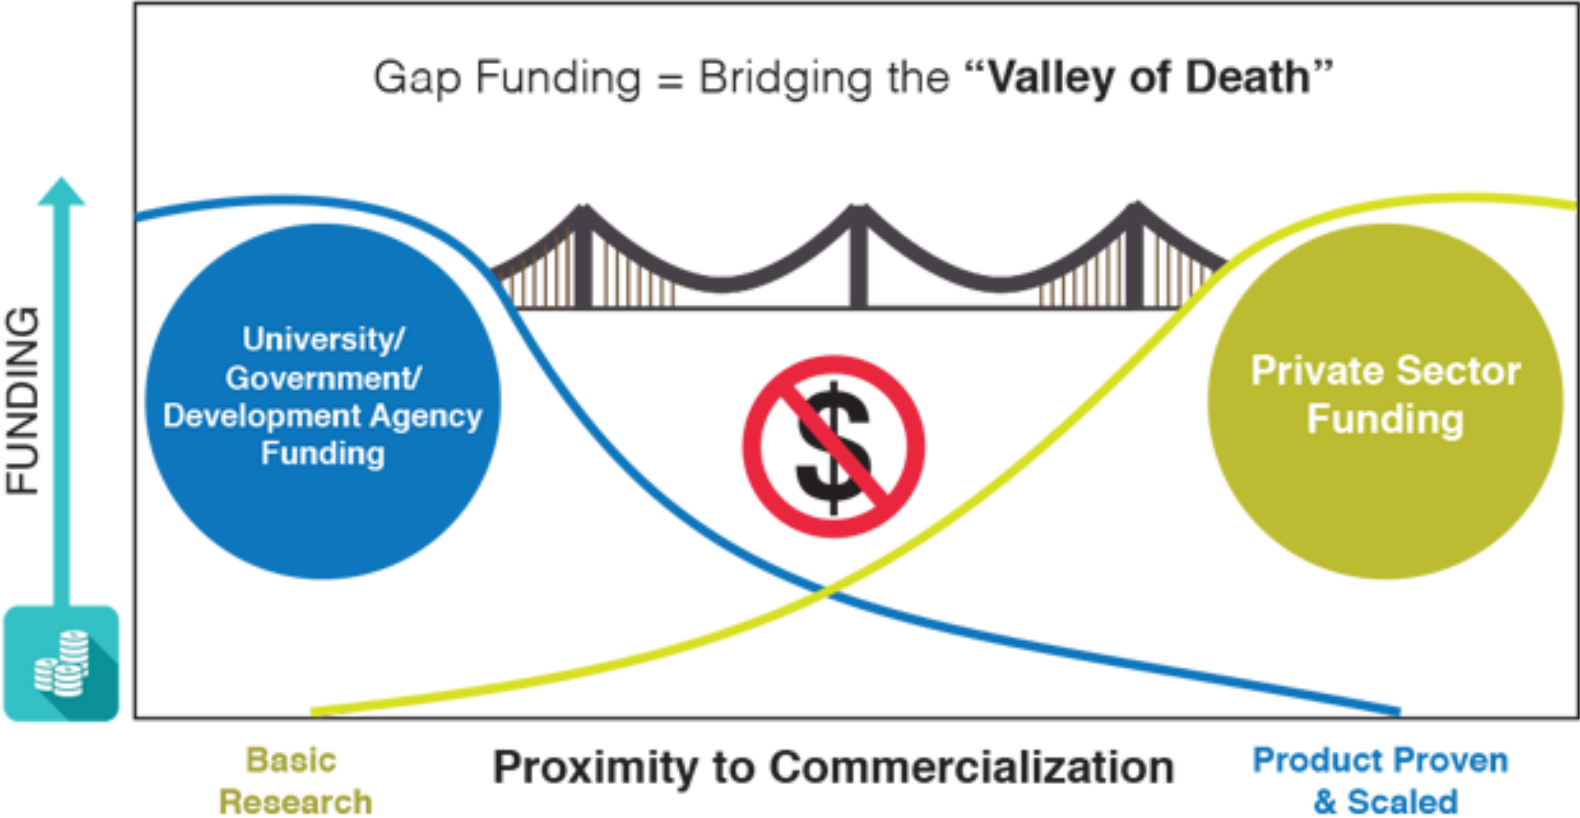 Gap Funding = Bridging the “Valley of Death”
FUNDING
University/
Government/
Development Agency
Funding
$
Private Sector
Funding
Basic
Research
Proximity to Commercialization
Product Proven
& Scaled